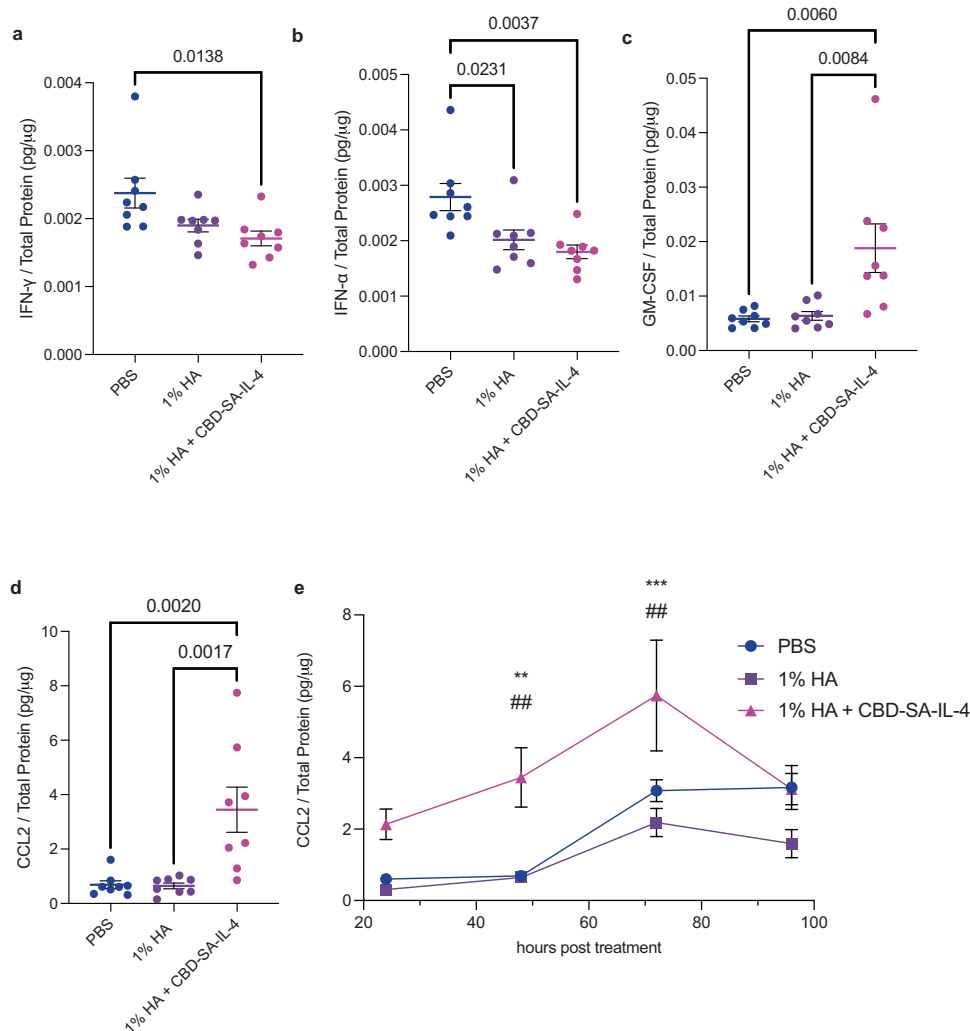 a
0.0138
IFN-γ / Total Protein (pg/μg)
0.004
0.003
0.002
0.001
0.000
PBS
1% HA
1% HA + CBD-SA-IL-4
b
0.0037
0.0231
IFN-α / Total Protein (pg/μg)
0.005
0.004
0.003
0.002
0.001
0.000
PBS
1% HA
1% HA + CBD-SA-IL-4
c
0.0060
0.0084
GM-CSF / Total Protein (pg/μg)
0.05
0.04
0.03
0.02
0.01
0.00
PBS
1% HA
1% HA + CBD-SA-IL-4
d
0.0020
0.0017
CCL2 / Total Protein (pg/μg)
10
8
6
4
2
0
PBS
1% HA
1% HA + CBD-SA-IL-4
e
CCL2 / Total Protein (pg/μg)
8
6
4
2
0
**
##
***
##
20
40
60
80
100
hours post treatment
PBS
1% HA
1% HA + CBD-SA-IL-4